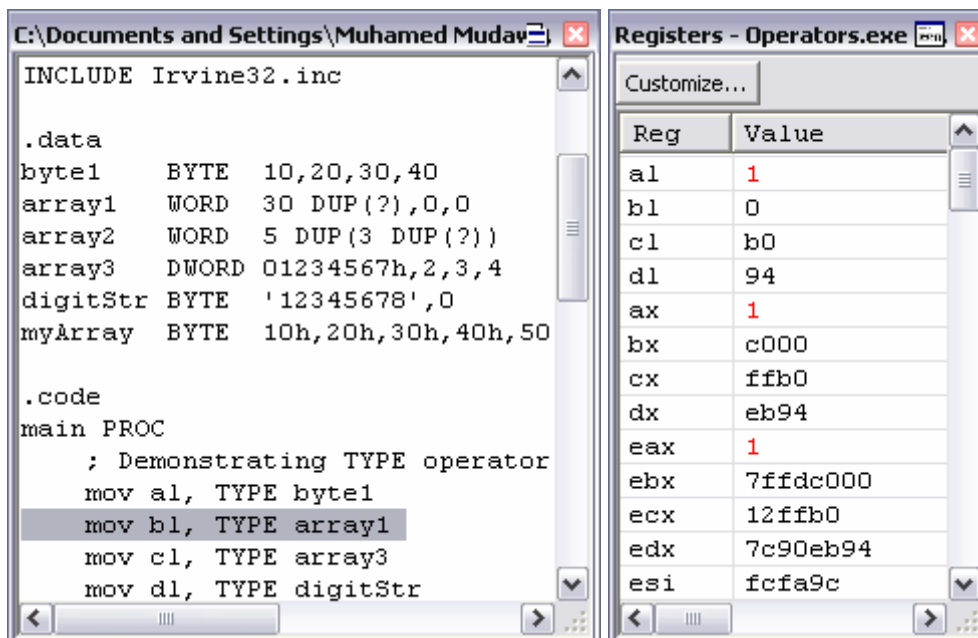 C:\Documents and Settings\Muhamed Mudaw
INCLUDE Irvine32.inc
.data
byte1 BYTE 10,20,30,40
array1 WORD 30 DUP(?),0,0
array2 WORD 5 DUP(3 DUP(?))
array3 DWORD 01234567h,2,3,4
digitStr BYTE '12345678',0
myArray BYTE 10h,20h,30h,40h,50
.code
main PROC
; Demonstrating TYPE operator
mov al, TYPE byte1
mov bl, TYPE array1
mov cl, TYPE array3
mov dl, TYPE digitStr
Registers - Operators.exe
Customize...
Reg Value
al 1
bl 0
cl b0
dl 94
ax 1
bx c000
cx ffb0
dx eb94
eax 1
ebx 7ffdc000
ecx 12ffb0
edx 7c90eb94
esi fcfa9c